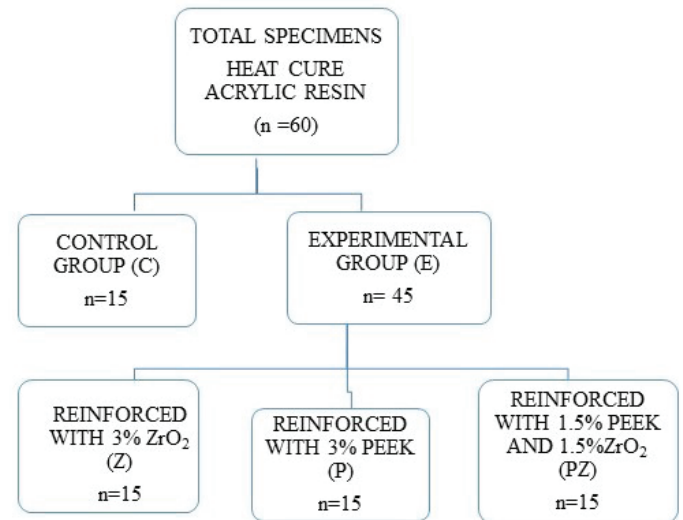 TOTAL SPECIMENS
HEAT CURE
ACRYLIC RESIN
(n =60)
CONTROL
GROUP (C)
n=15
EXPERIMENTAL
GROUP (E)
n= 45
REINFORCED
WITH 3% ZrO₂
(Z)
n=15
REINFORCED
WITH 3% PEEK
(P)
n=15
REINFORCED
WITH 1.5% PEEK
AND 1.5%ZrO₂
(PZ)
n=15